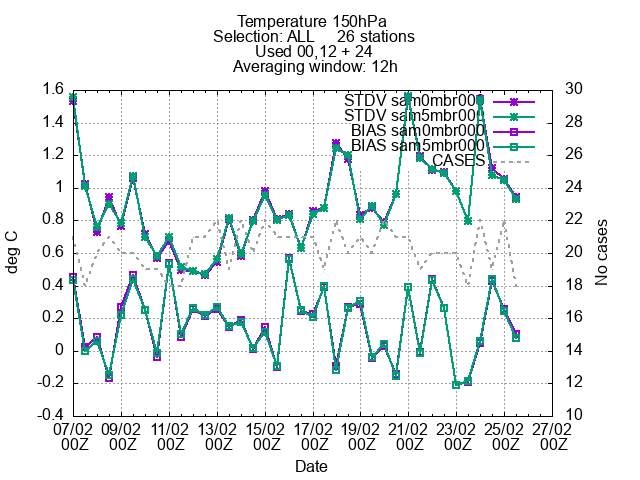 Temperature 150hPa
Selection: ALL 26 stations
Used 00,12 + 24
Averaging window: 12h
STDV sam0mbr000
STDV sam5mbr000
BIAS sam0mbr000
BIAS sam5mbr000
CASES
1.6
1.4
1.2
1
0.8
0.6
0.4
0.2
0
-0.2
-0.4
deg C
30
28
26
24
22
20
18
16
14
12
10
No cases
07/02 09/02 11/02 13/02 15/02 17/02 19/02 21/02 23/02 25/02 27/02
00Z 00Z 00Z 00Z 00Z 00Z 00Z 00Z 00Z 00Z 00Z
Date